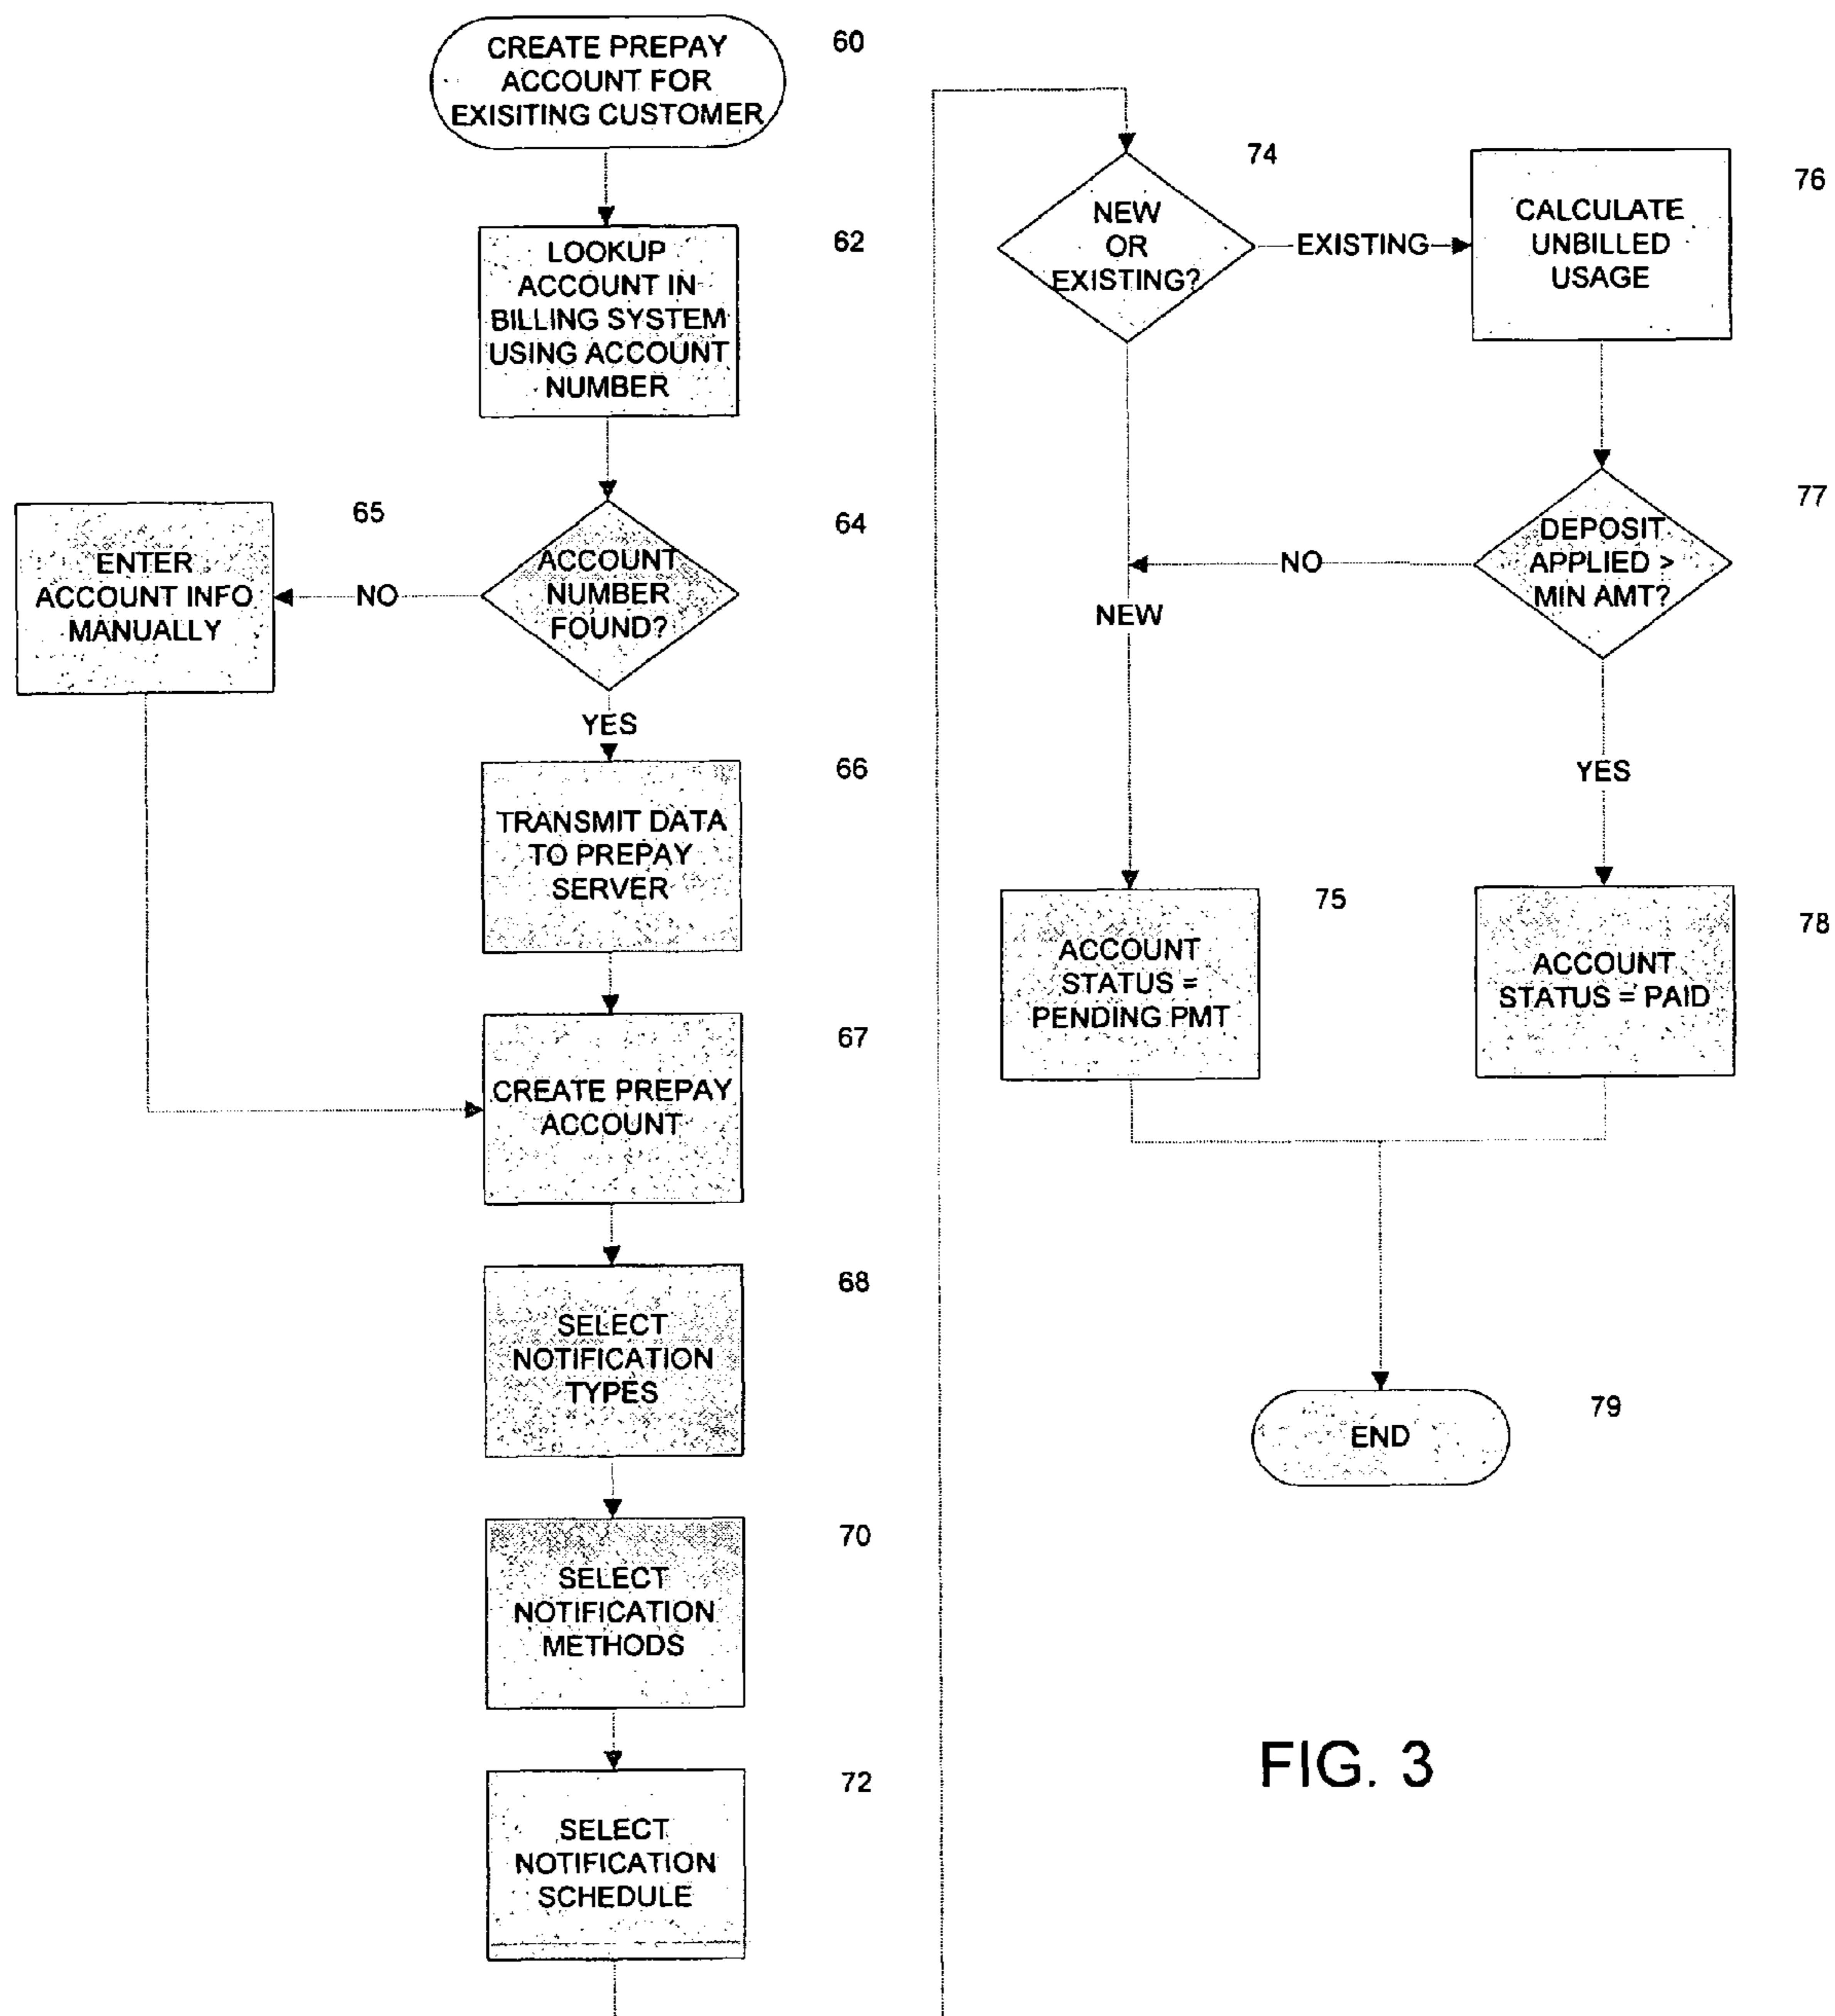 CREATE PREPAY
ACCOUNT FOR
EXISITING CUSTOMER
60
LOOKUP
ACCOUNT IN
BILLING SYSTEM
USING ACCOUNT
NUMBER
62
ACCOUNT
NUMBER
FOUND?
64
NO
ENTER
ACCOUNT INFO
MANUALLY
65
YES
TRANSMIT DATA
TO PREPAY
SERVER
66
CREATE PREPAY
ACCOUNT
67
SELECT
NOTIFICATION
TYPES
68
SELECT
NOTIFICATION
METHODS
70
SELECT
NOTIFICATION
SCHEDULE
72
NEW
OR
EXISTING?
74
EXISTING
CALCULATE
UNBILLED
USAGE
76
DEPOSIT
APPLIED >
MIN AMT?
77
NO
NEW
YES
ACCOUNT
STATUS =
PENDING PMT
75
ACCOUNT
STATUS = PAID
78
END
79
FIG. 3